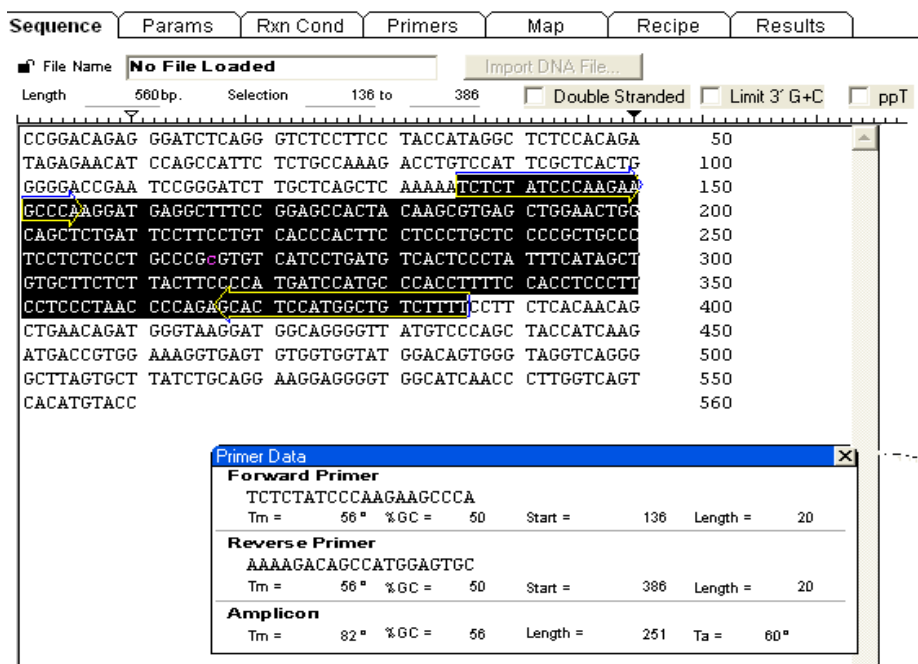 Sequence Params Rxn Cond Primers Map Recipe Results
File Name No File Loaded Import DNA File...
Length 560 bp. Selection 136 to 386 Double Stranded Limit 3´ G+C ppT
CCGGACAGAG GGATCTCAGG GTCTCCTTCC TACCATAGGC TCTCCACAGA 50
TAGAGAACAT CCAGCCATTC TCTGCCAAAG ACCTGTCCAT TCGCTCACTG 100
GGGGACCGAA TCCGGGATCT TGCTCAGCTC AAAAATCTCT ATCCCAAGAA 150
GCCCAAGGAT GAGGCTTTCC GGAGCCACTA CAAGCGTGAG CTGGAACTGG 200
CAGCTCTGAT TCCTTCCTGT CACCCACTTC CTCCCTGCTC CCCGCTGCCC 250
TCCTCTCCCT GCCCGcGTGT CATCCTGATG TCACTCCCTA TTTCATAGCT 300
GTGCTTCTCT TACTTCCCCA TGATCCATGC CCACCTTTTC CACCTCCCTT 350
CCTCCCTAAC CCCAGAGCAC TCCATGGCTG TCTTTTCCTT CTCACAACAG 400
CTGAACAGAT GGGTAAGGAT GGCAGGGGTT ATGTCCCAGC TACCATCAAG 450
ATGACCGTGG AAAGGTGAGT GTGGTGGTAT GGACAGTGGG TAGGTCAGGG 500
GCTTAGTGCT TATCTGCAGG AAGGAGGGGT GGCATCAACC CTTGGTCAGT 550
CACATGTACC 560
Primer Data
Forward Primer
TCTCTATCCCAAGAAGCCCA
Tm = 56° %GC = 50 Start = 136 Length = 20
Reverse Primer
AAAAGACAGCCATGGAGTGC
Tm = 56° %GC = 50 Start = 386 Length = 20
Amplicon
Tm = 82° %GC = 56 Length = 251 Ta = 60°